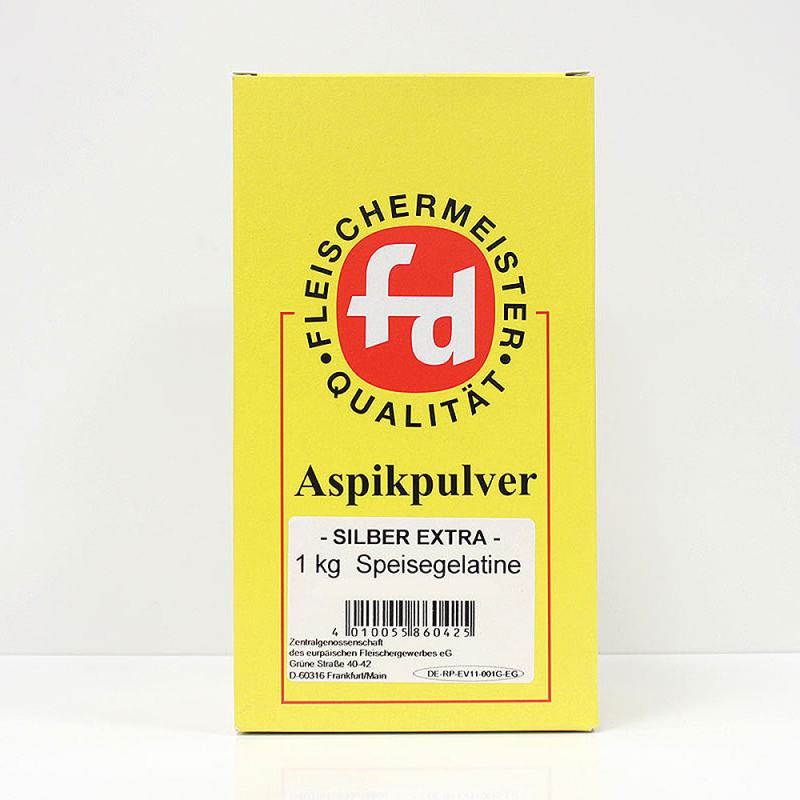 • FLEISCHERMEISTER •
QUALITÄT
fd
Aspikpulver
- SILBER EXTRA -
1 kg Speisegelatine
4 010055 860425
Zentralgenossenschaft
des eurpäischen Fleischergewerbes eG
Grüne Straße 40-42
D-60316 Frankfurt/Main
DE-RP-EV11-001G-EG